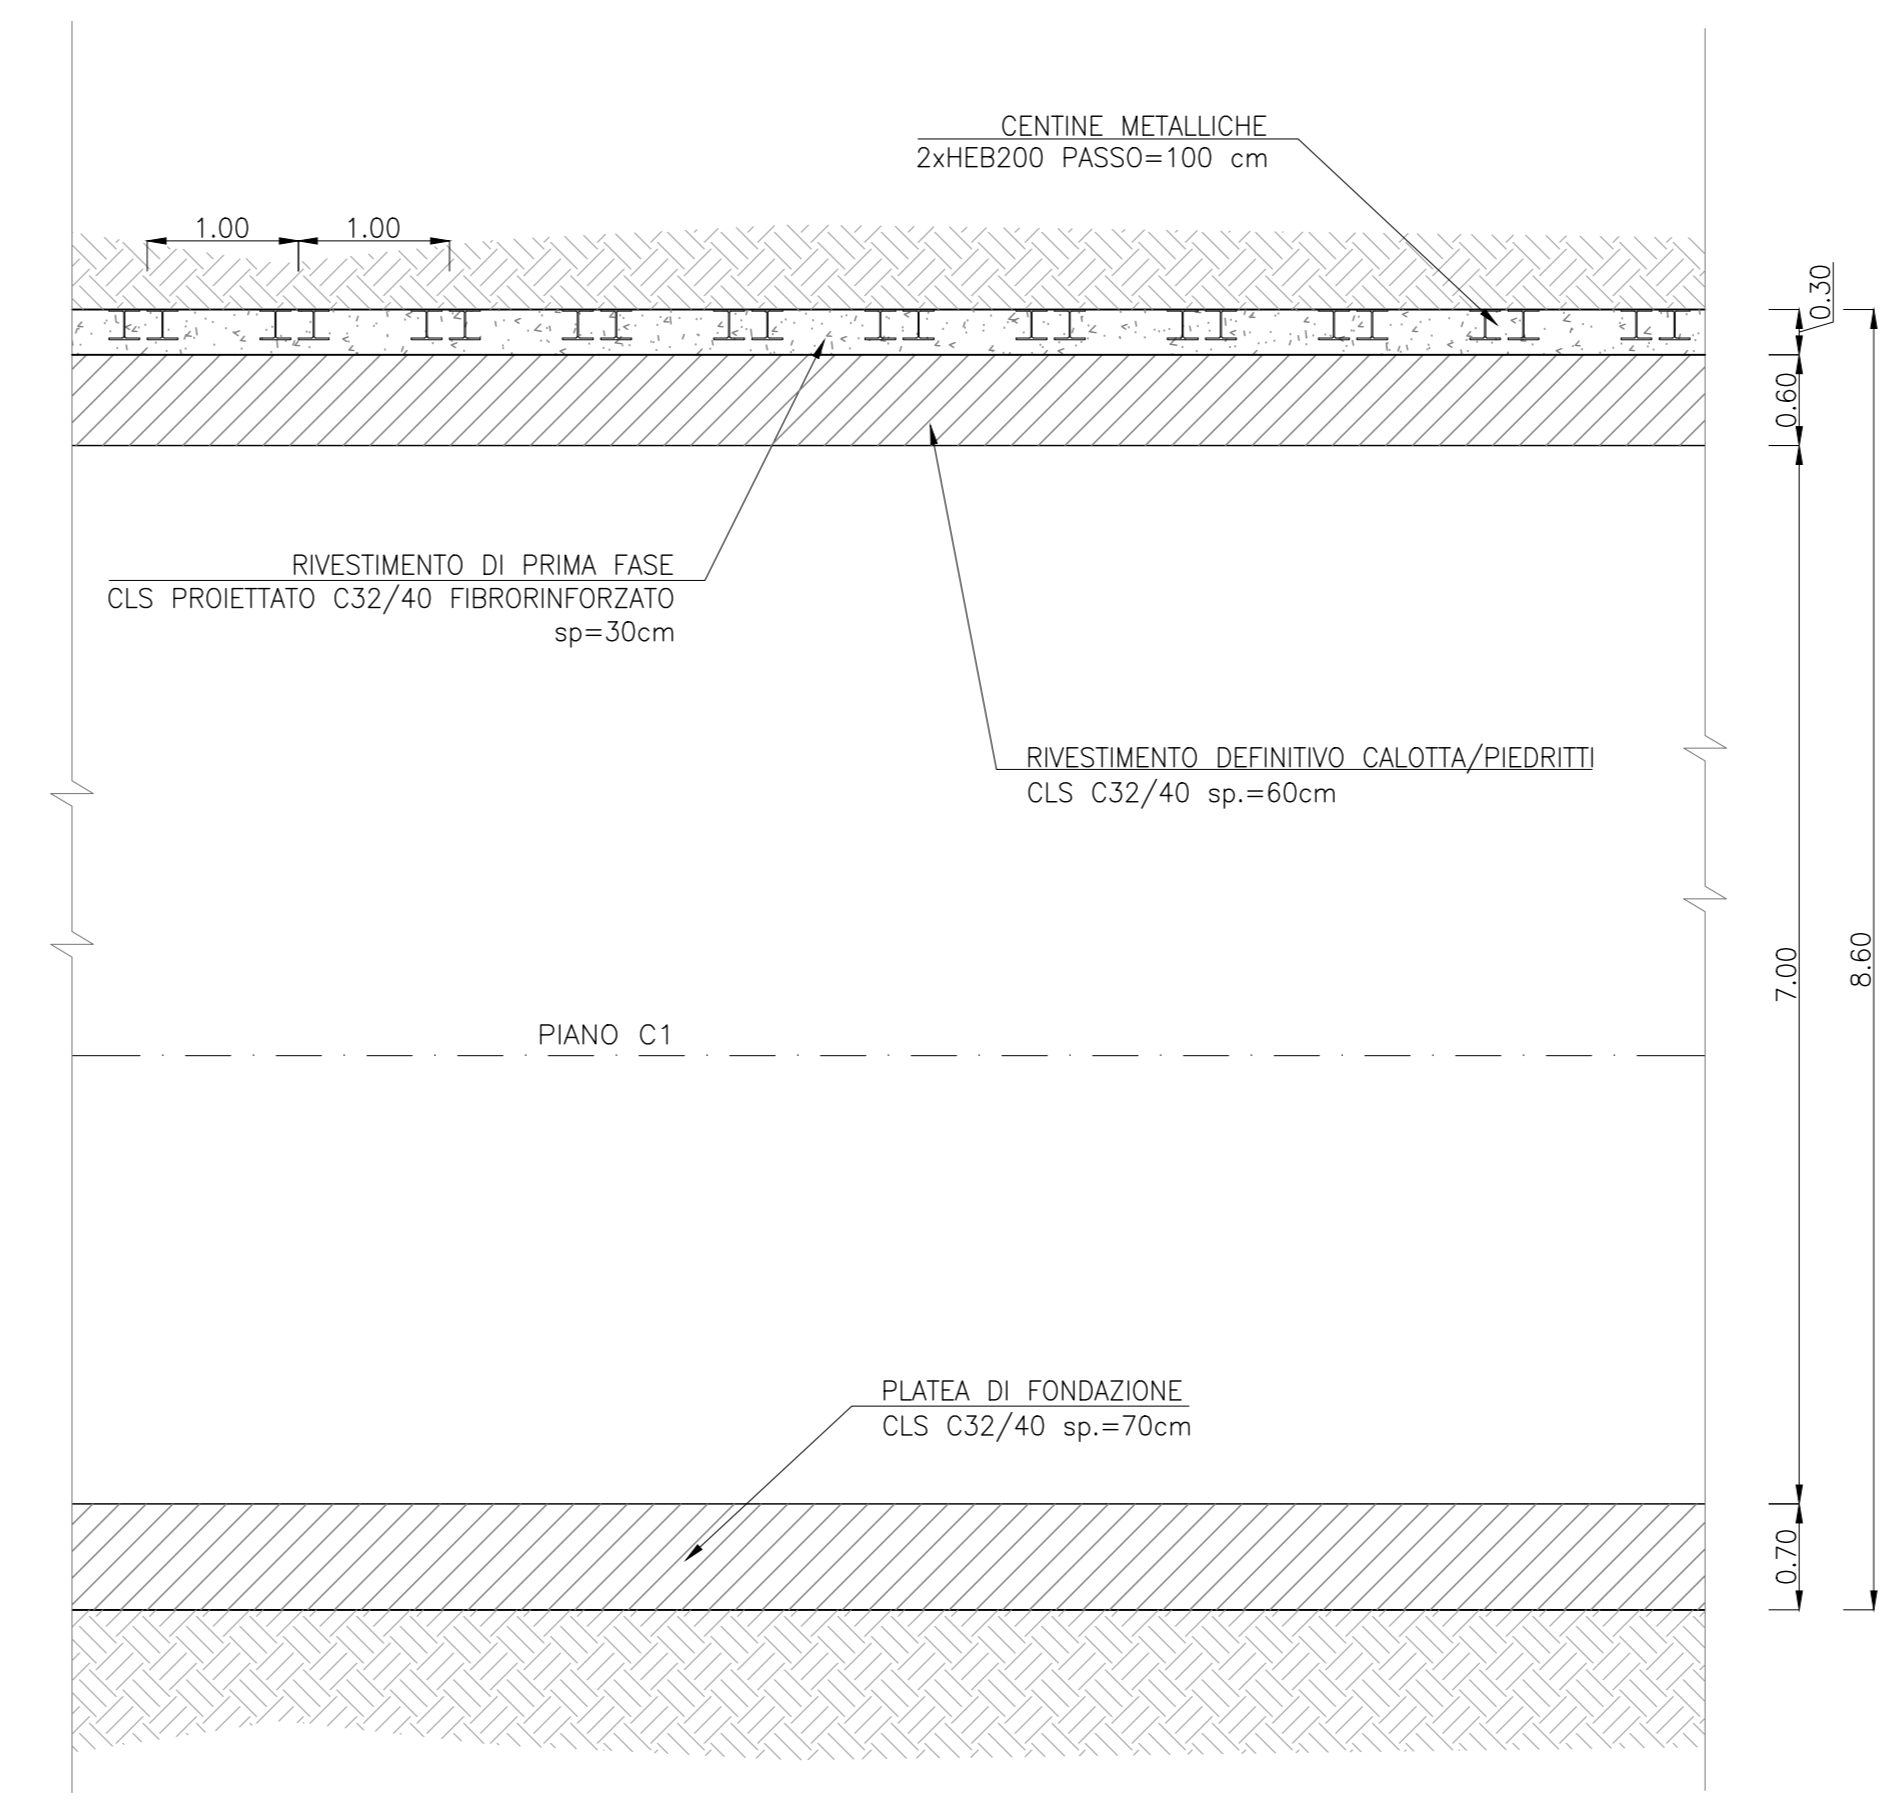 CENTINE METALLICHE
2xHEB200 PASSO=100 cm
1.00
1.00
0.30
0.60
RIVESTIMENTO DI PRIMA FASE
CLS PROIETTATO C32/40 FIBRORINFORZATO
sp=30cm
RIVESTIMENTO DEFINITIVO CALOTTA/PIEDRITTI
CLS C32/40 sp.=60cm
7.00
8.60
PIANO C1
PLATEA DI FONDAZIONE
CLS C32/40 sp.=70cm
0.70